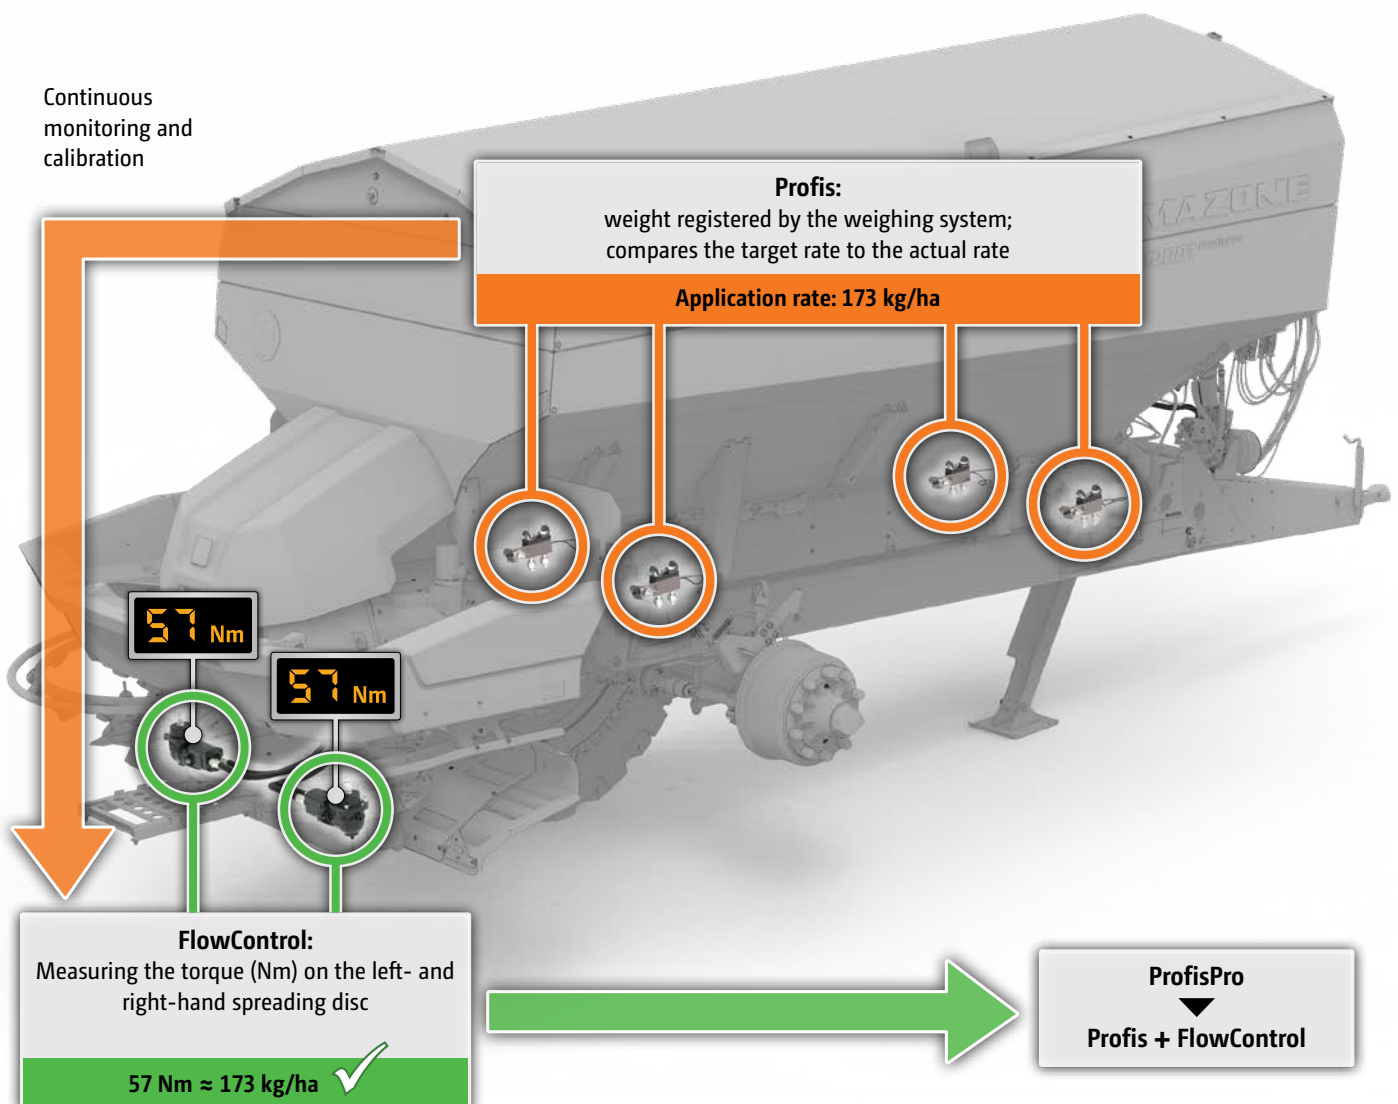 Continuous
monitoring and
calibration
Profis:
weight registered by the weighing system;
compares the target rate to the actual rate
Application rate: 173 kg/ha
AMAZONE
57 Nm
57 Nm
FlowControl:
Measuring the torque (Nm) on the left- and
right-hand spreading disc
57 Nm ≈ 173 kg/ha
ProfisPro
Profis + FlowControl